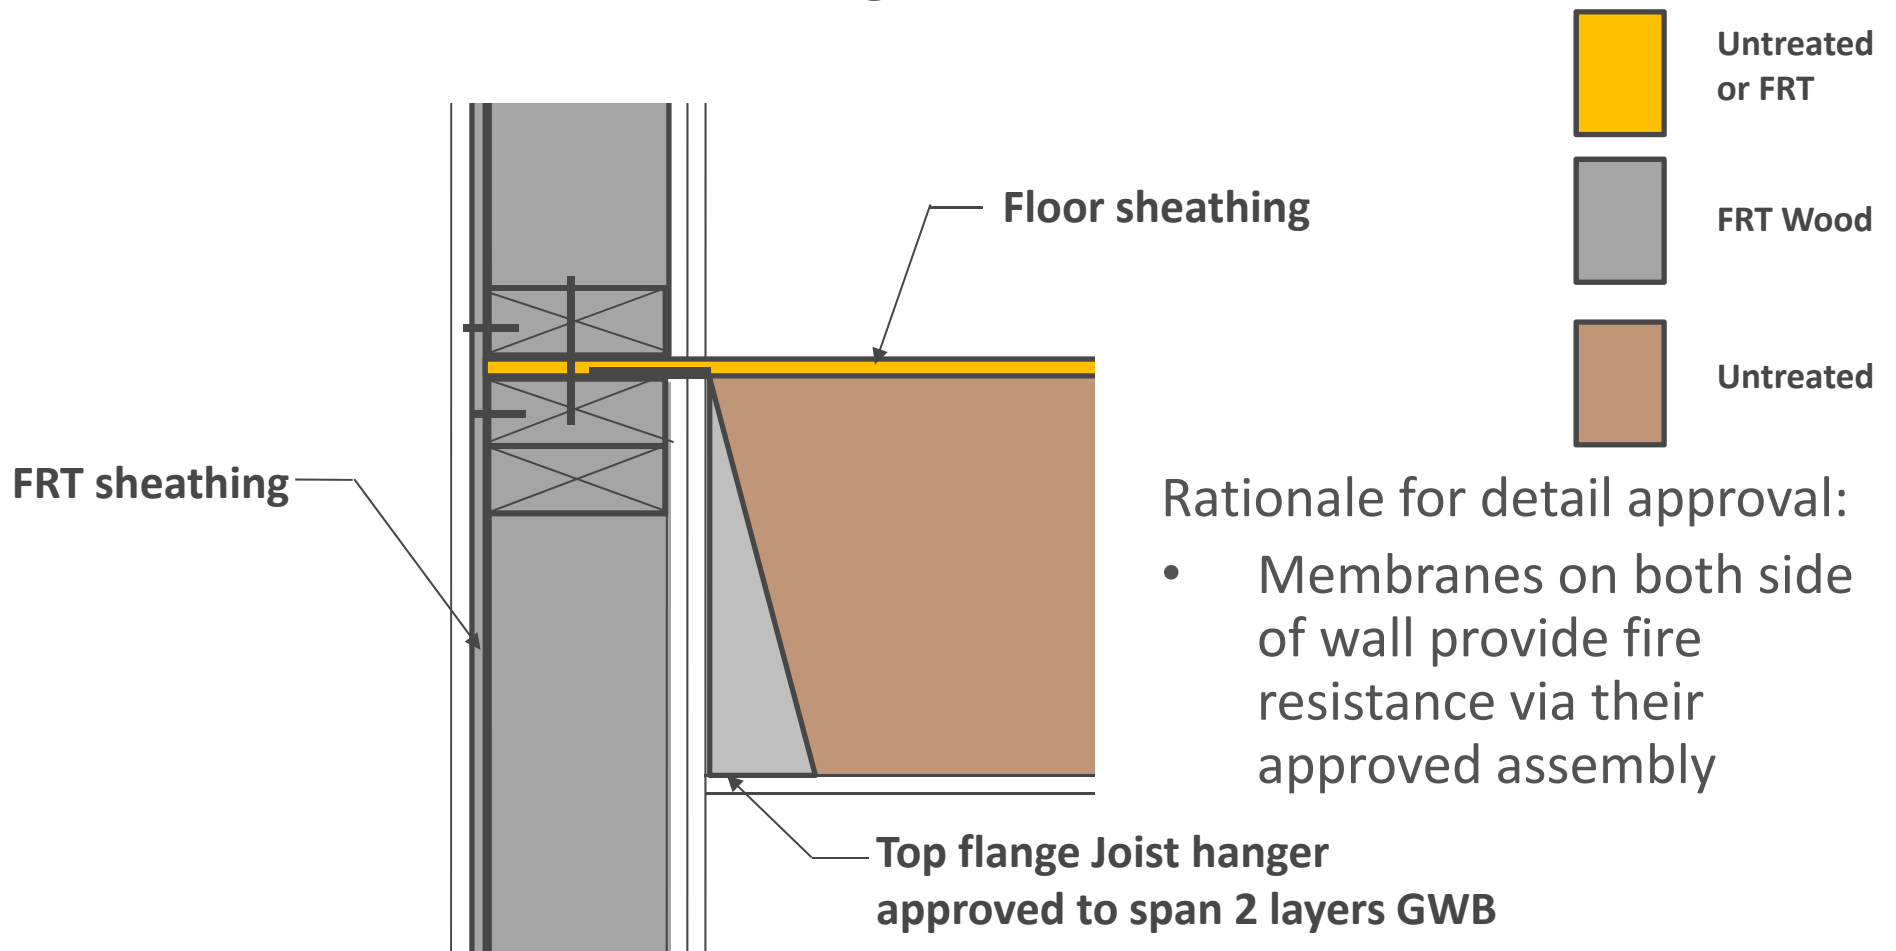 Untreated
or FRT
Floor sheathing
FRT Wood
Untreated
FRT sheathing
Rationale for detail approval:
• Membranes on both side
of wall provide fire
resistance via their
approved assembly
Top flange Joist hanger
approved to span 2 layers GWB